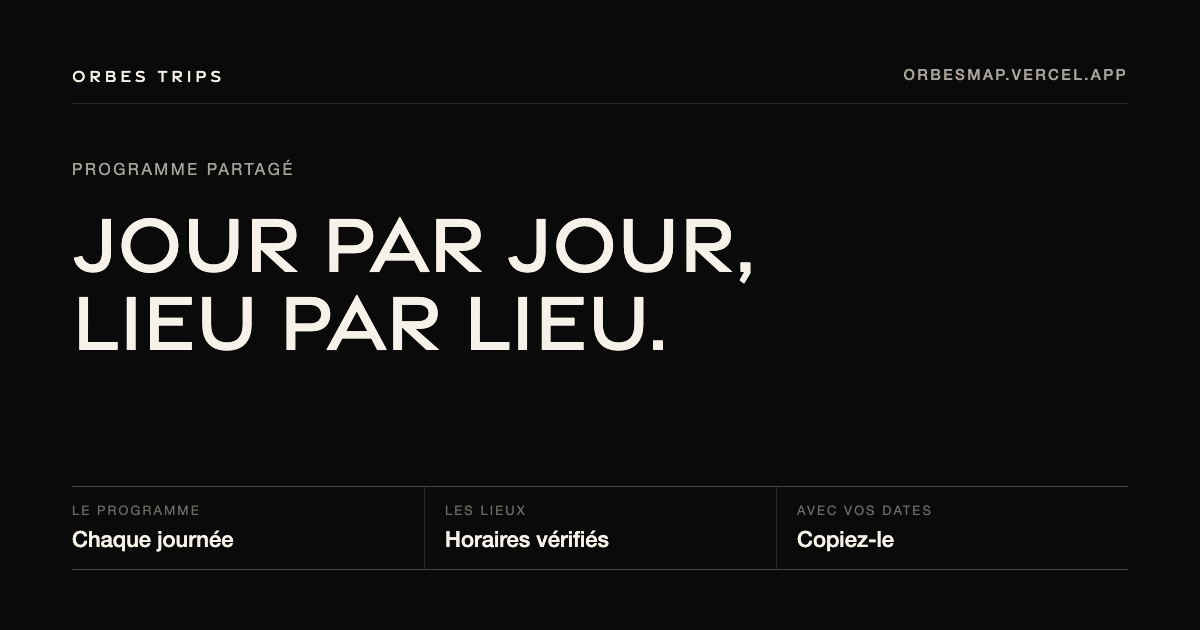 ORBES TRIPS
ORBESMAP.VERCEL.APP
PROGRAMME PARTAGÉ
JOUR PAR JOUR,
LIEU PAR LIEU.
LE PROGRAMME
Chaque journée
LES LIEUX
Horaires vérifiés
AVEC VOS DATES
Copiez-le